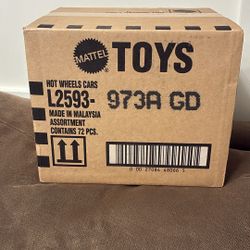 MATTEL
TOYS
HOT WHEELS CARS
L2593- 973A GD
MADE IN MALAYSIA
ASSORTMENT
CONTAINS 72 PCS.